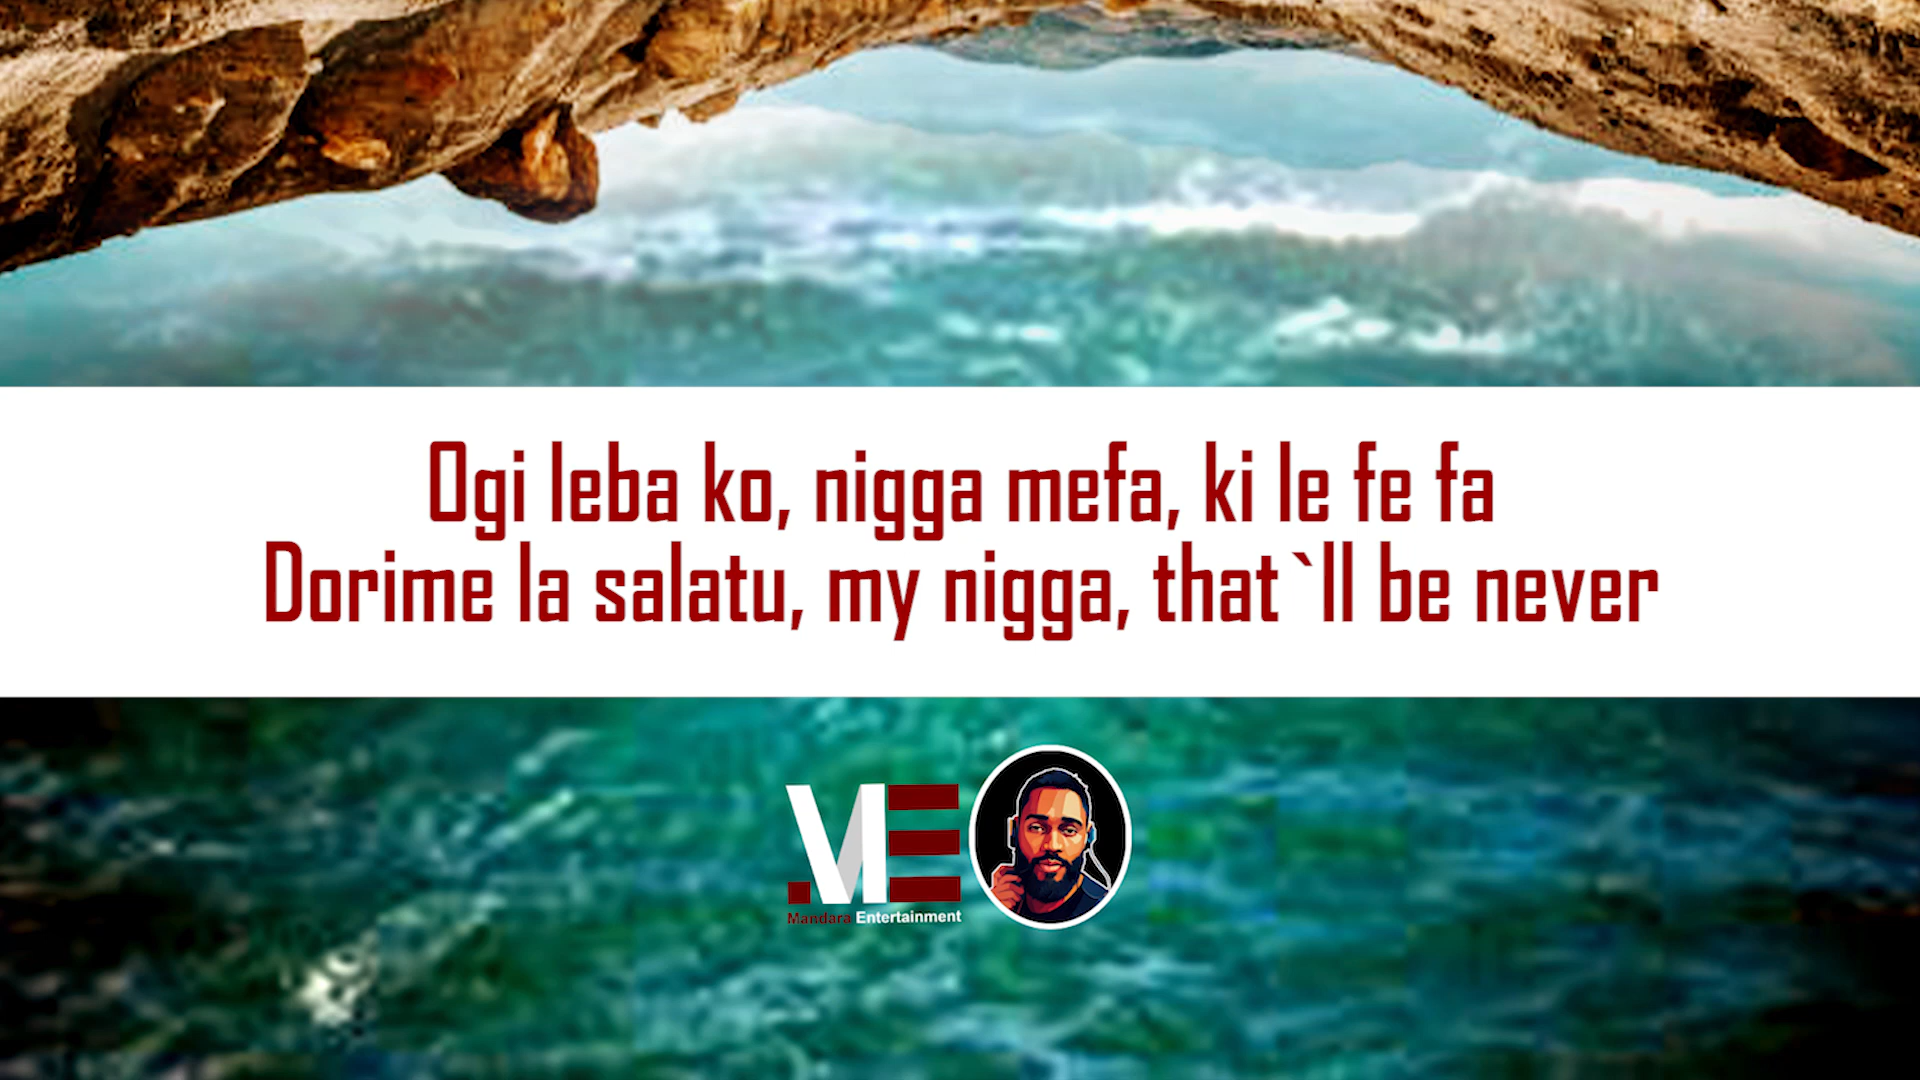 Ogi leba ko, nigga mefa, ki le fe fa
Dorime la salatu, my nigga, that`ll be never
ME
Mandara Entertainment